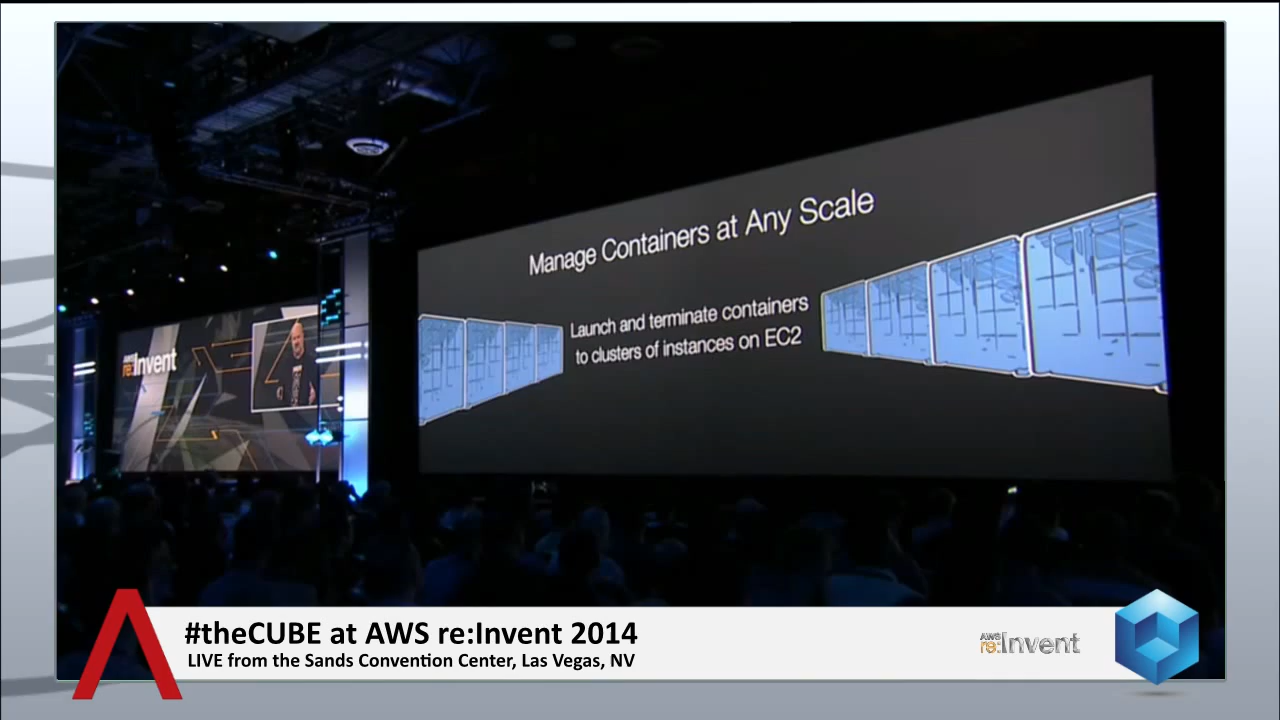 Manage Containers at Any Scale
Launch and terminate containers
to clusters of instances on EC2
AWS
re:Invent
#theCUBE at AWS re:Invent 2014
LIVE from the Sands Convention Center, Las Vegas, NV
AWS
re:Invent